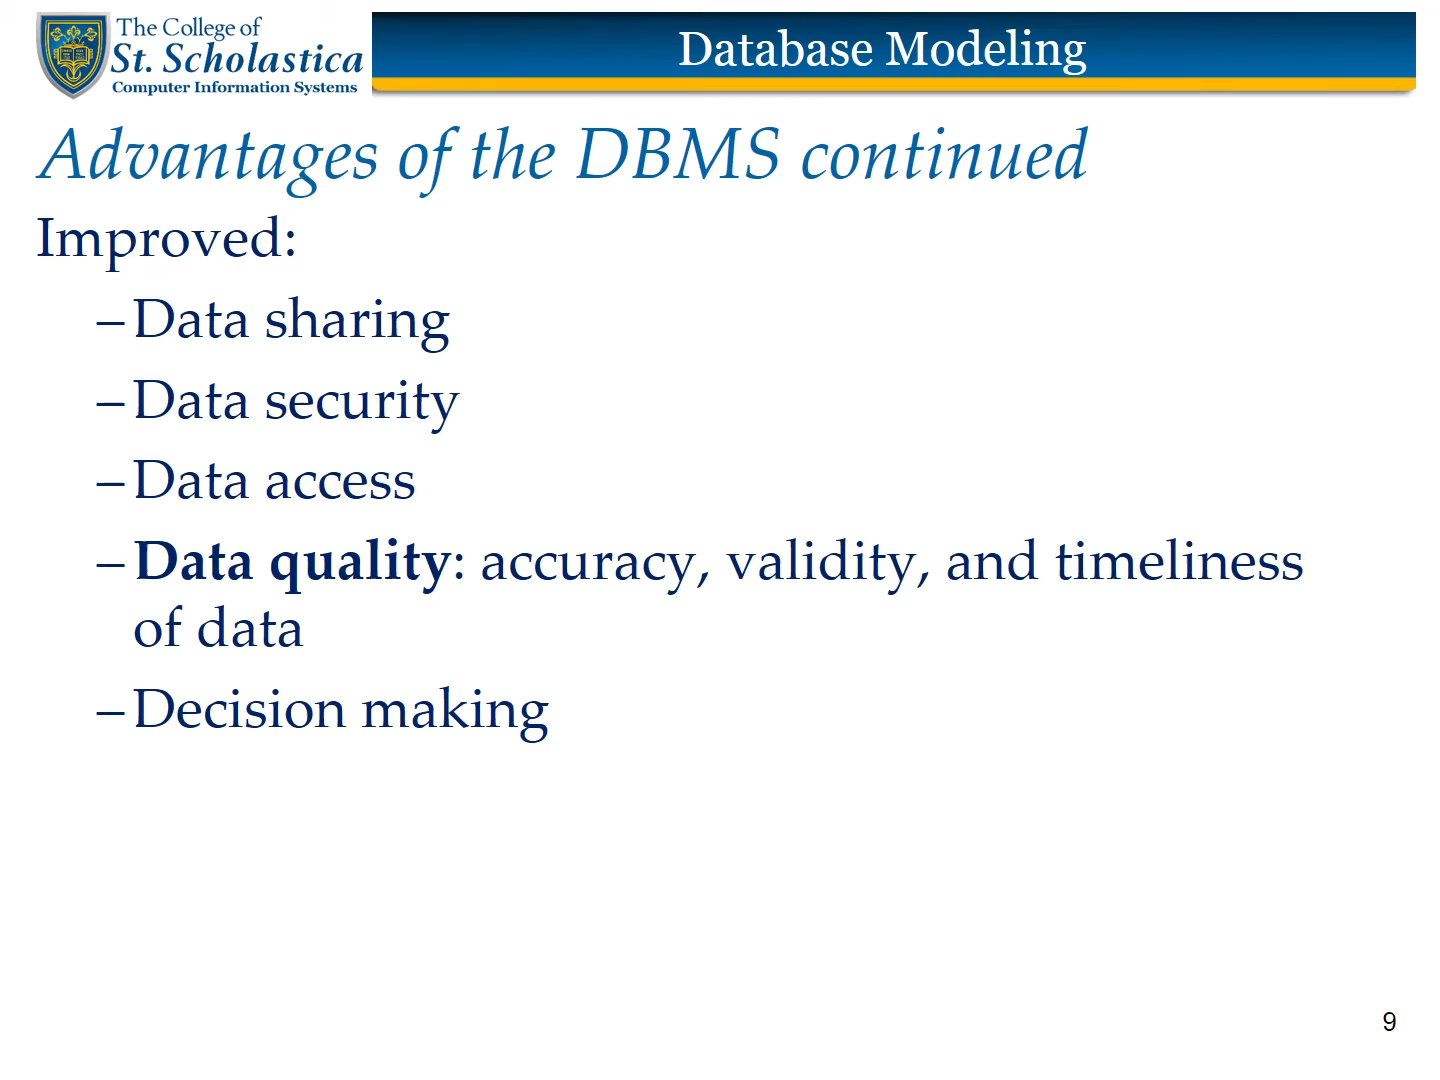 The College of
St. Scholastica
Computer Information Systems
Database Modeling
Advantages of the DBMS continued
Improved:
–Data sharing
–Data security
–Data access
–Data quality: accuracy, validity, and timeliness
of data
–Decision making
9